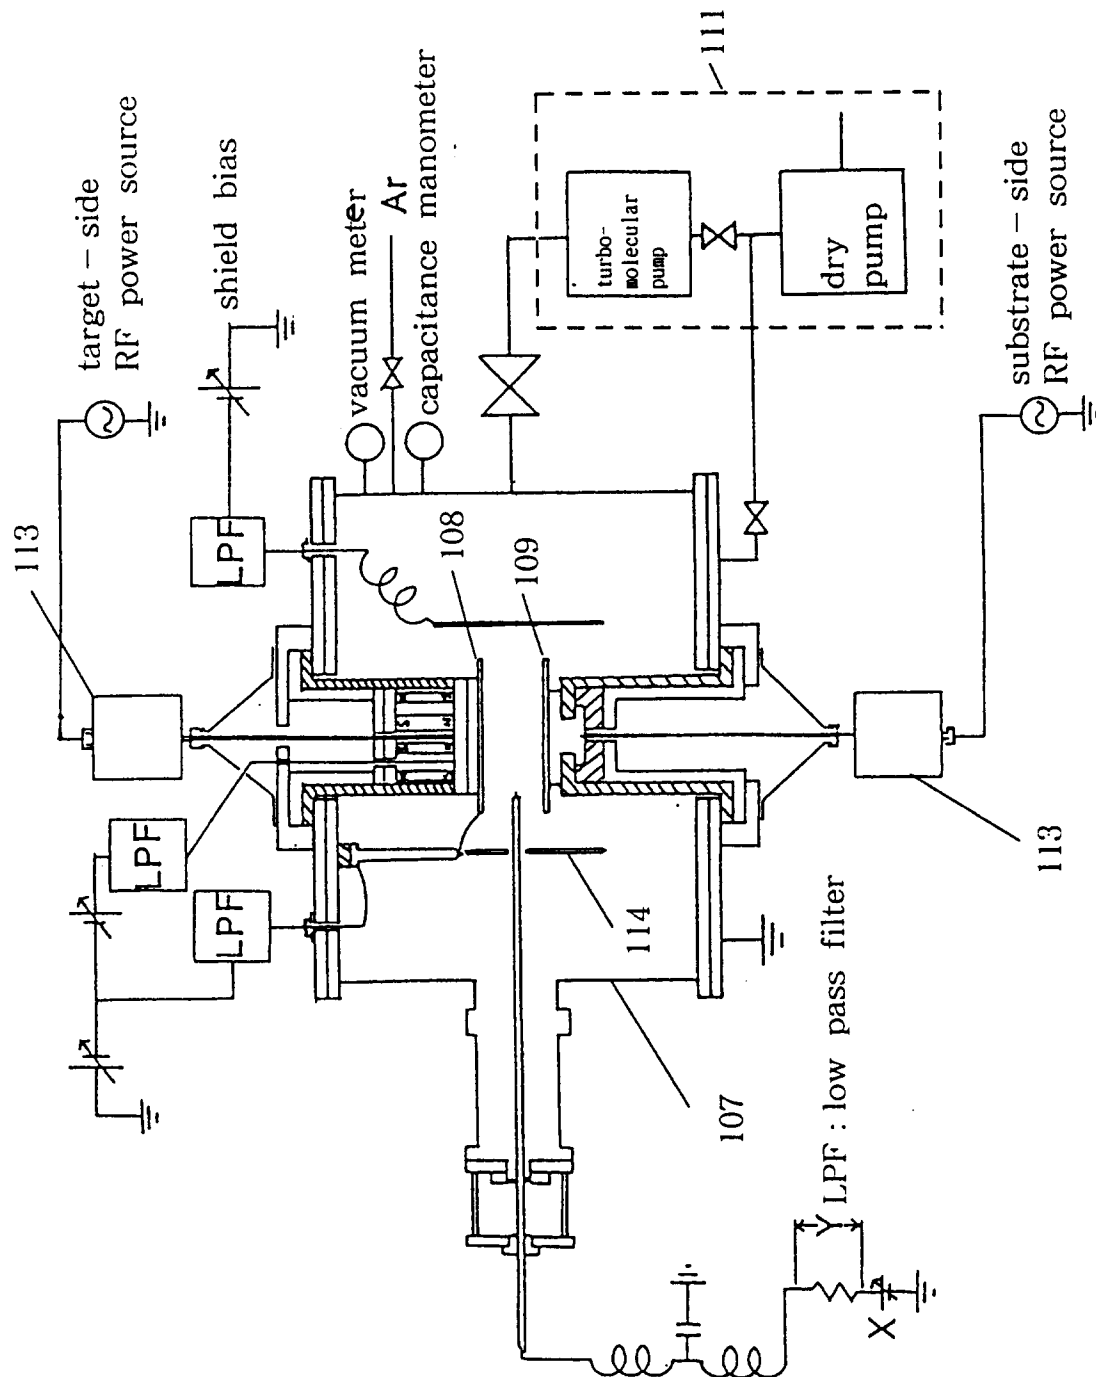 target – side
RF power source
shield bias
vacuum meter
Ar
capacitance manometer
111
turbo-
molecular
pump
dry
pump
substrate – side
RF power source
113
LPF
108
109
LPF
LPF
114
113
107
LPF : low pass filter
Y
X